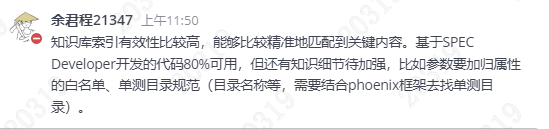 余君程21347 上午11:50
知识库索引有效性比较高，能够比较精准地匹配到关键内容。基于SPEC
Developer开发的代码80%可用，但还有知识细节待加强，比如参数要加归属性
的白名单、单测目录规范（目录名称等，需要结合phoenix框架去找单测目
录）。